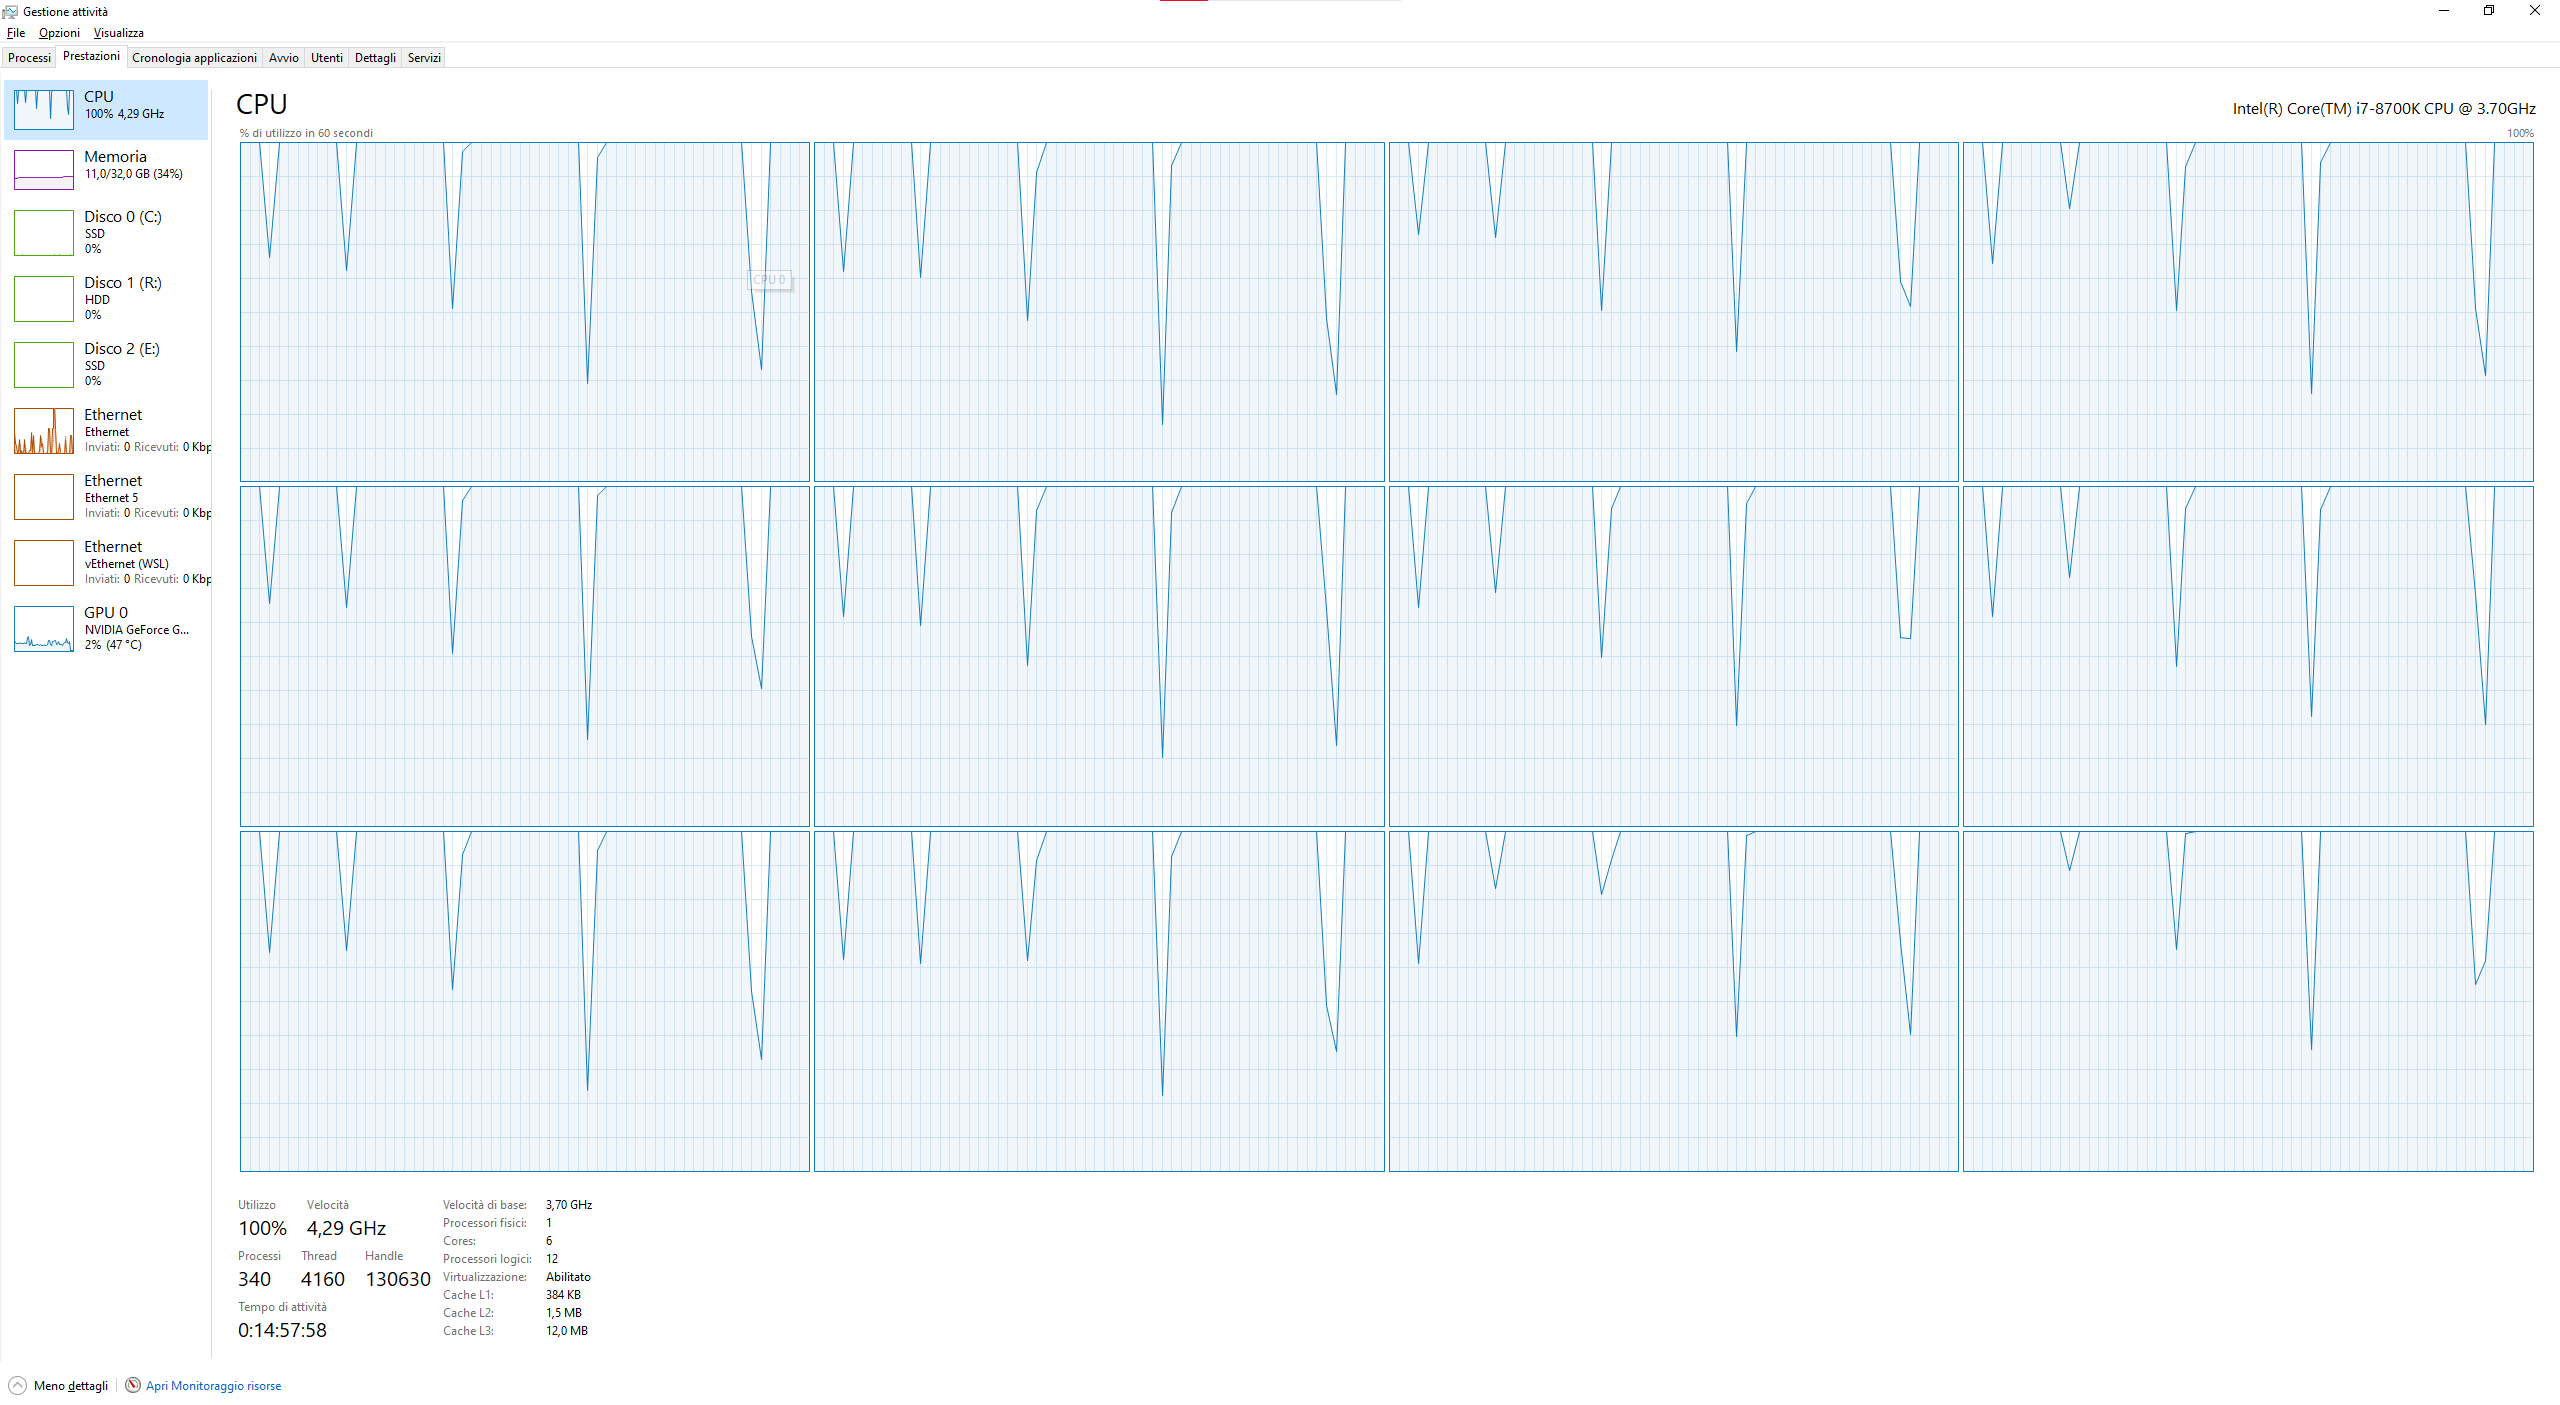 Gestione attività
File Opzioni Visualizza
Processi Prestazioni Cronologia applicazioni Avvio Utenti Dettagli Servizi
CPU
100% 4,29 GHz
Memoria
11,0/32,0 GB (34%)
Disco 0 (C:)
SSD
0%
Disco 1 (R:)
HDD
0%
Disco 2 (E:)
SSD
0%
Ethernet
Ethernet
Inviati: 0 Ricevuti: 0 Kbp
Ethernet
Ethernet 5
Inviati: 0 Ricevuti: 0 Kbp
Ethernet
vEthernet (WSL)
Inviati: 0 Ricevuti: 0 Kbp
GPU 0
NVIDIA GeForce G...
2% (47 °C)
CPU
Intel(R) Core(TM) i7-8700K CPU @ 3.70GHz
% di utilizzo in 60 secondi
100%
CPU 0
Utilizzo Velocità
100% 4,29 GHz
Processi Thread Handle
340 4160 130630
Tempo di attività
0:14:57:58
Velocità di base: 3,70 GHz
Processori fisici: 1
Cores: 6
Processori logici: 12
Virtualizzazione: Abilitato
Cache L1: 384 KB
Cache L2: 1,5 MB
Cache L3: 12,0 MB
Meno dettagli
Apri Monitoraggio risorse